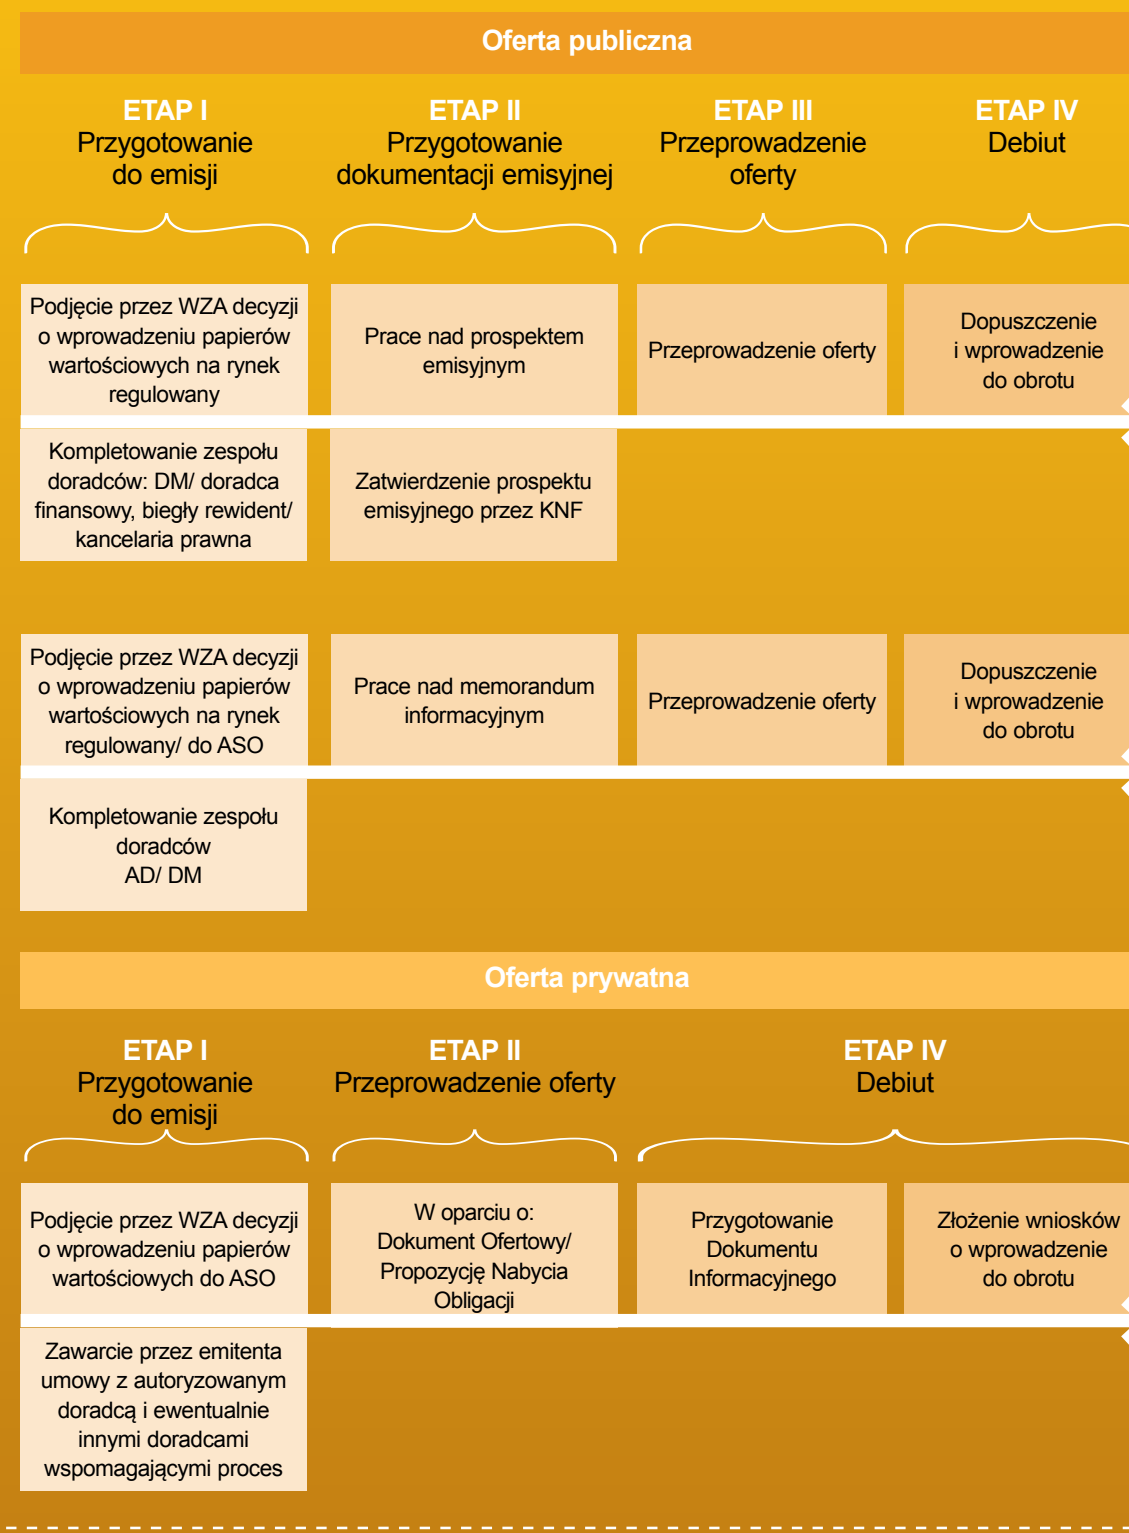 Oferta publiczna
ETAP I
Przygotowanie
do emisji
ETAP II
Przygotowanie
dokumentacji emisyjnej
ETAP III
Przeprowadzenie
oferty
ETAP IV
Debiut
Podjęcie przez WZA decyzji
o wprowadzeniu papierów
wartościowych na rynek
regulowany
Prace nad prospektem
emisyjnym
Przeprowadzenie oferty
Dopuszczenie
i wprowadzenie
do obrotu
Kompletowanie zespołu
doradców: DM/ doradca
finansowy, biegły rewident/
kancelaria prawna
Zatwierdzenie prospektu
emisyjnego przez KNF
Podjęcie przez WZA decyzji
o wprowadzeniu papierów
wartościowych na rynek
regulowany/ do ASO
Prace nad memorandum
informacyjnym
Przeprowadzenie oferty
Dopuszczenie
i wprowadzenie
do obrotu
Kompletowanie zespołu
doradców
AD/ DM
Oferta prywatna
ETAP I
Przygotowanie
do emisji
ETAP II
Przeprowadzenie oferty
ETAP IV
Debiut
Podjęcie przez WZA decyzji
o wprowadzeniu papierów
wartościowych do ASO
W oparciu o:
Dokument Ofertowy/
Propozycję Nabycia
Obligacji
Przygotowanie
Dokumentu
Informacyjnego
Złożenie wniosków
o wprowadzenie
do obrotu
Zawarcie przez emitenta
umowy z autoryzowanym
doradcą i ewentualnie
innymi doradcami
wspomagającymi proces